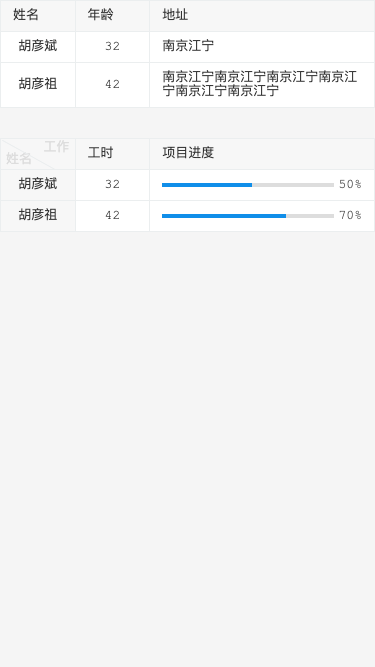 姓名 年龄 地址
胡彦斌 32 南京江宁
胡彦祖 42 南京江宁南京江宁南京江宁南京江
宁南京江宁南京江宁
工作
姓名 工时 项目进度
胡彦斌 32 50%
胡彦祖 42 70%